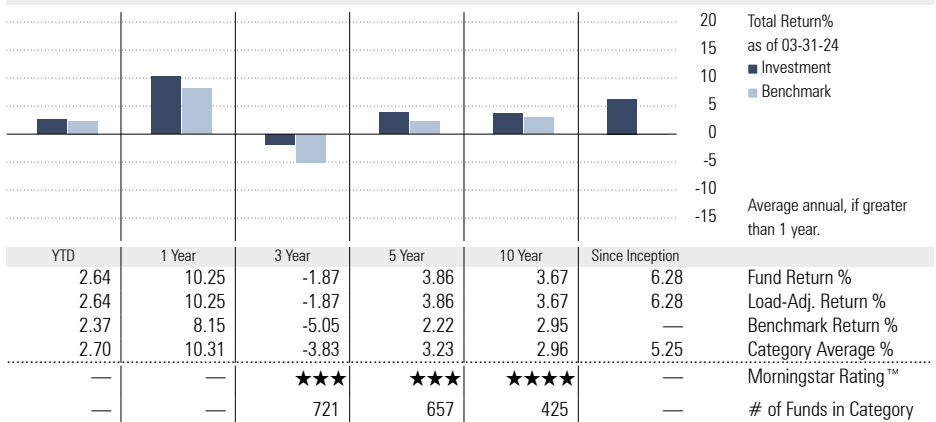 20
Total Return%
15
as of 03-31-24
10
Investment
5
Benchmark
0
-5
-10
-15
Average annual, if greater
than 1 year.
YTD 1 Year 3 Year 5 Year 10 Year Since Inception
2.64 10.25 -1.87 3.86 3.67 6.28 Fund Return %
2.64 10.25 -1.87 3.86 3.67 6.28 Load-Adj. Return %
2.37 8.15 -5.05 2.22 2.95 — Benchmark Return %
2.70 10.31 -3.83 3.23 2.96 5.25 Category Average %
— — ★★★ ★★★ ★★★★ — Morningstar Rating™
— — 721 657 425 — # of Funds in Category